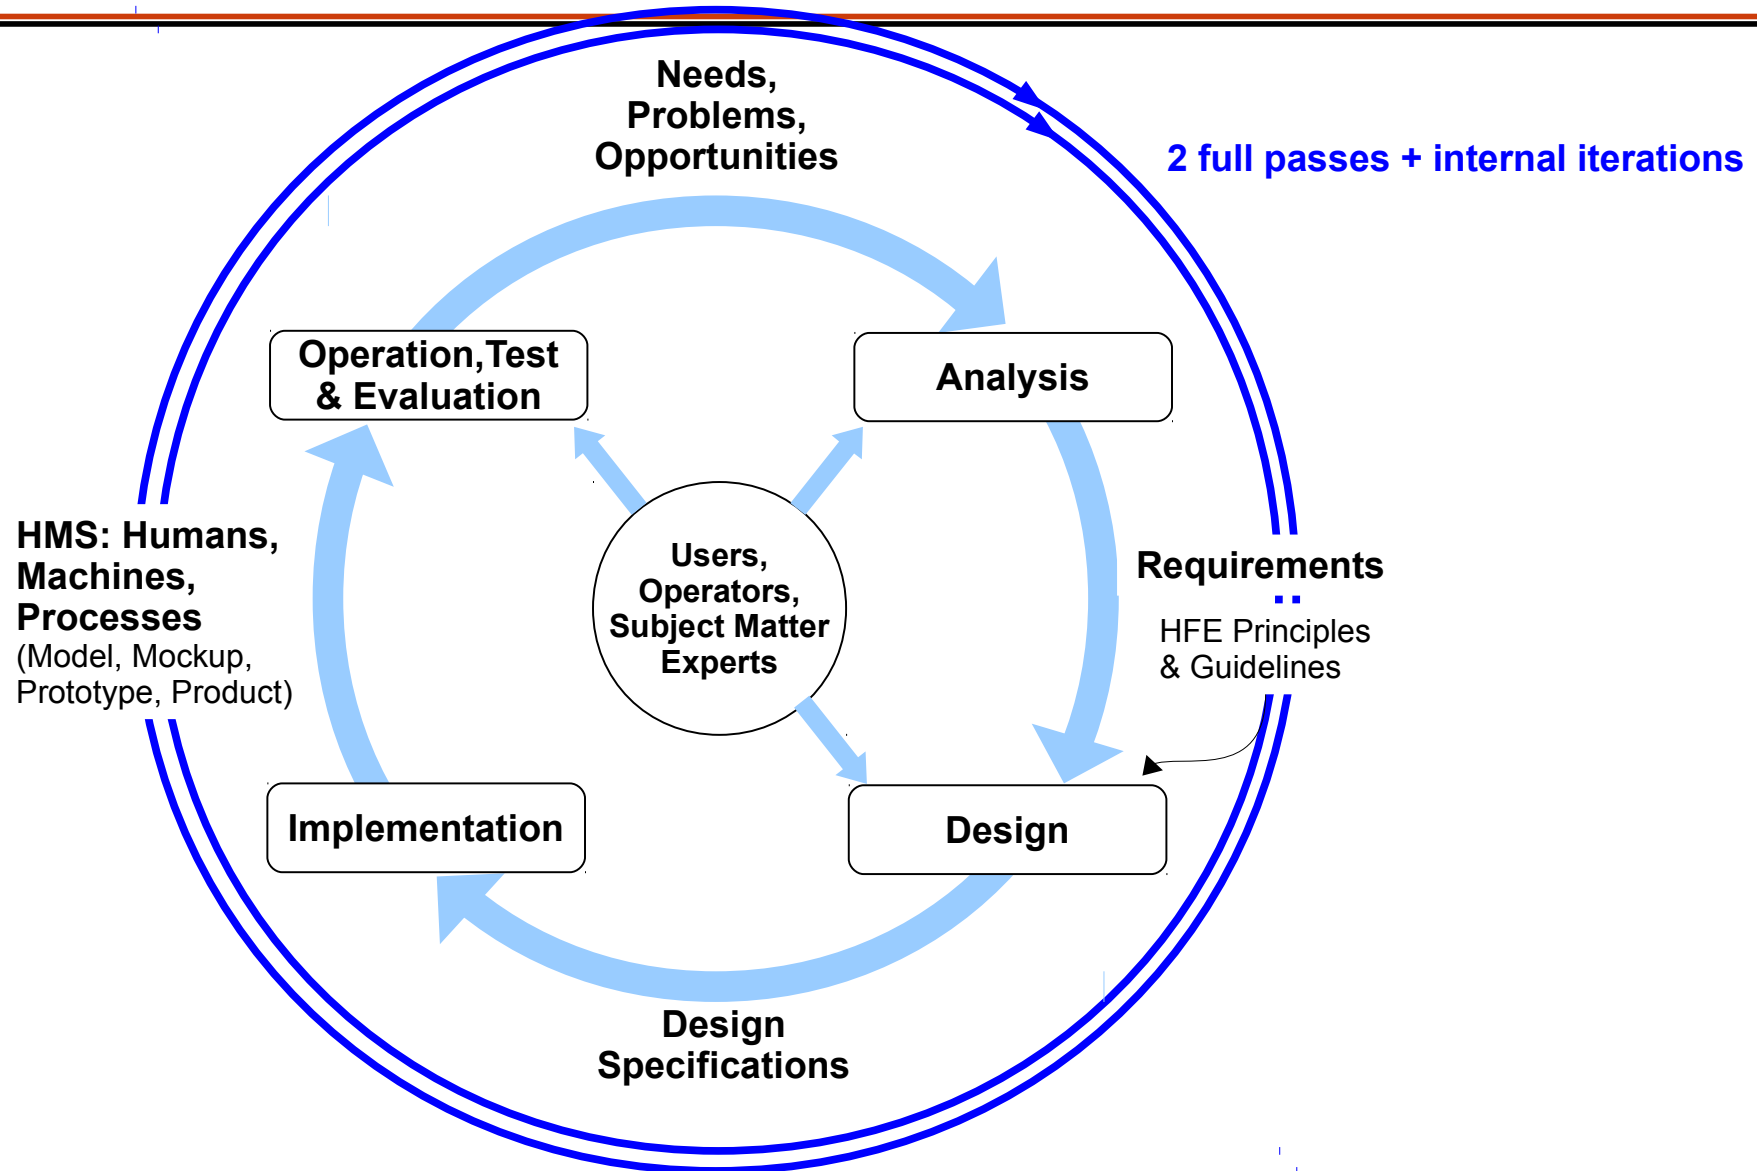 Needs,
Problems,
Opportunities
2 full passes + internal iterations
Operation,Test
& Evaluation
Analysis
HMS: Humans,
Machines,
Processes
(Model, Mockup,
Prototype, Product)
Users,
Operators,
Subject Matter
Experts
Requirements
HFE Principles
& Guidelines
Implementation
Design
Design
Specifications